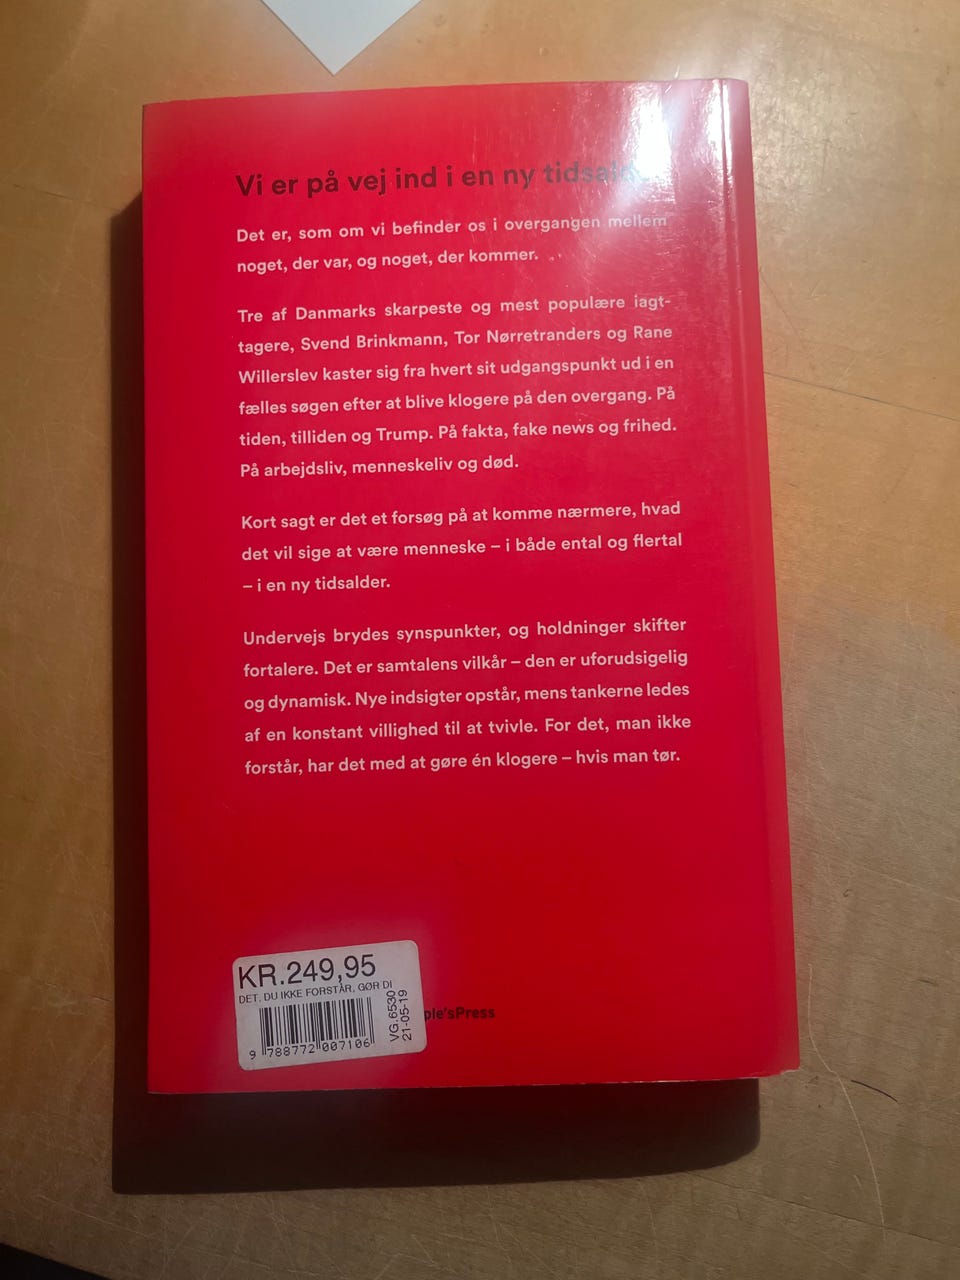 Vi er på vej ind i en ny tidsalder
Det er, som om vi befinder os i overgangen mellem
noget, der var, og noget, der kommer.
Tre af Danmarks skarpeste og mest populære iagt-
tagere, Svend Brinkmann, Tor Nørretranders og Rane
Willerslev kaster sig fra hvert sit udgangspunkt ud i en
fælles søgen efter at blive klogere på den overgang. På
tiden, tilliden og Trump. På fakta, fake news og frihed.
På arbejdsliv, menneskeliv og død.
Kort sagt er det et forsøg på at komme nærmere, hvad
det vil sige at være menneske – i både ental og flertal
– i en ny tidsalder.
Undervejs brydes synspunkter, og holdninger skifter
fortalere. Det er samtalens vilkår – den er uforudsigelig
og dynamisk. Nye indsigter opstår, mens tankerne ledes
af en konstant villighed til at tvivle. For det, man ikke
forstår, har det med at gøre én klogere – hvis man tør.
KR.249,95
DET, DU IKKE FORSTÅR, GØR DI
9 788772 007106
VG.6530
21-05-19
ple'sPress